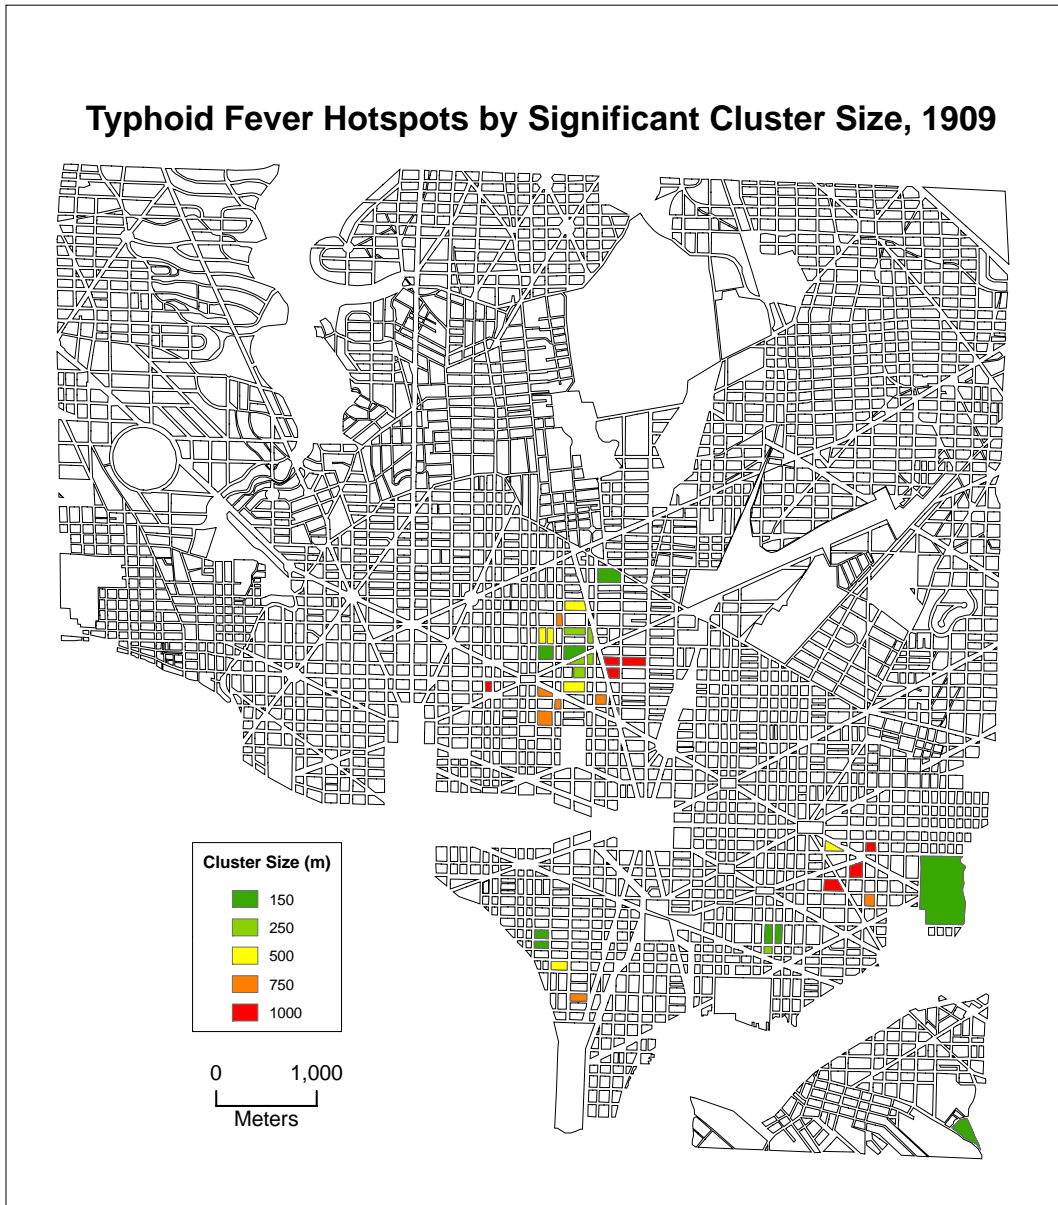 Typhoid Fever Hotspots by Significant Cluster Size, 1909
Cluster Size (m)
150
250
500
750
1000
0 1,000
Meters